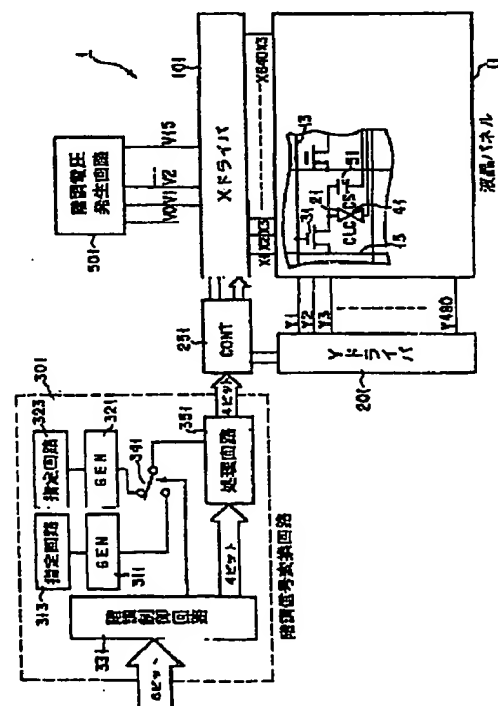 1
階調電圧
発生回路
501
V0
V1
V2
V15
Xドライバ
101
X1
X2
X3
X640X3
13
31
21
CLC
CS
51
41
15
液晶パネル
11
Y1
Y2
Y3
Y480
Yドライバ
201
CONT
251
4ビット
301
323
指定回路
GEN
321
313
指定回路
GEN
311
341
351
処理回路
4ビット
階調制御回路
331
6ビット
階調信号変換回路